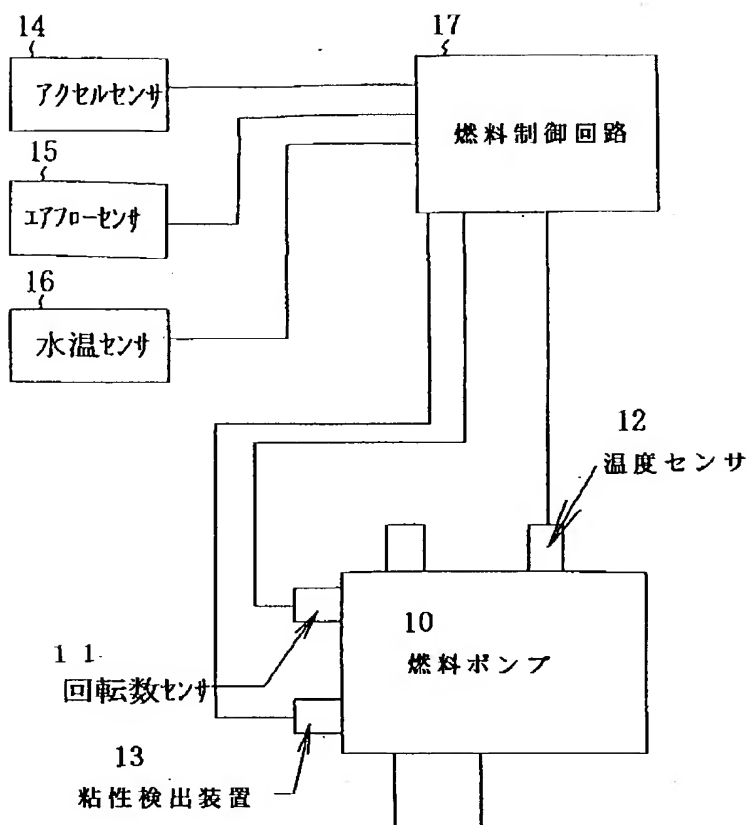 14
アクセルセンサ
15
エアフローセンサ
16
水温センサ
17
燃料制御回路
12
温度センサ
10
燃料ポンプ
11
回転数センサ
13
粘性検出装置